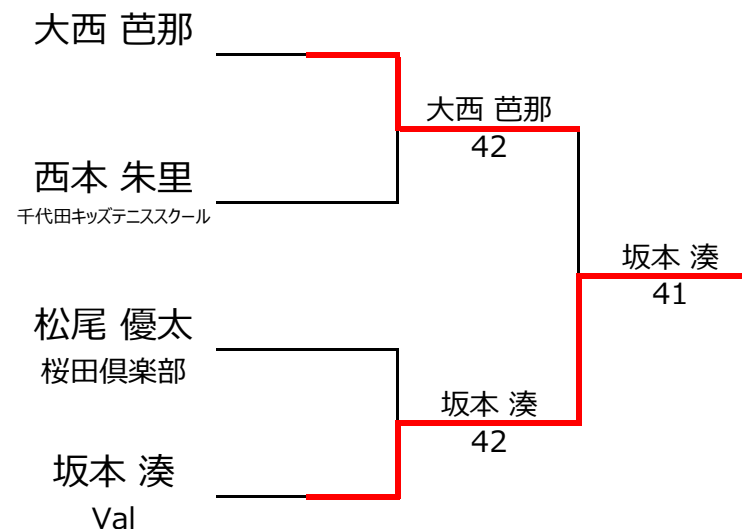 大西 芭那
大西 芭那
42
西本 朱里
千代田キッズテニススクール
坂本 湊
41
松尾 優太
桜田倶楽部
坂本 湊
42
坂本 湊
Val